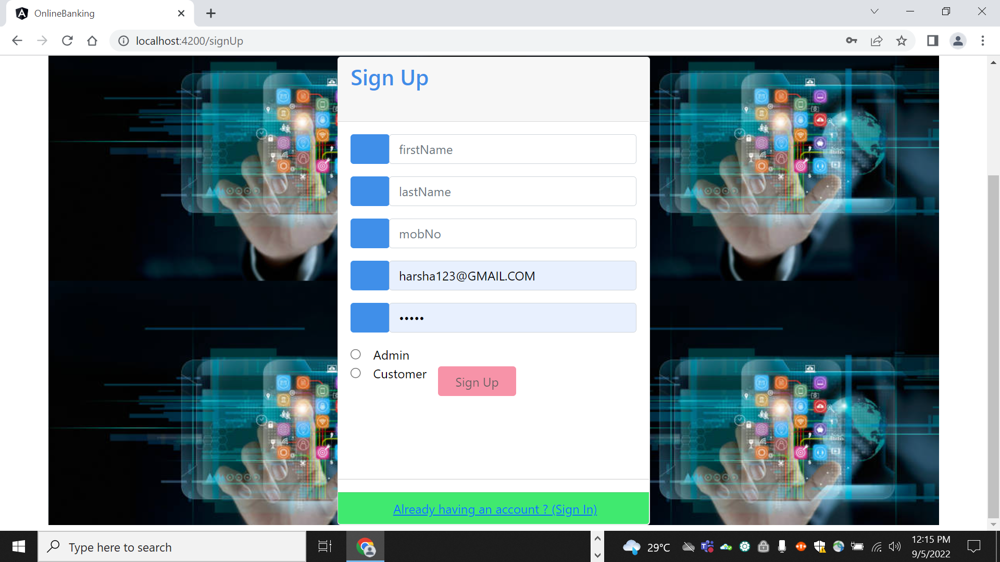 OnlineBanking
localhost:4200/signUp
Sign Up
firstName
lastName
mobNo
harsha123@GMAIL.COM
•••••
Admin
Customer
Sign Up
Already having an account ? (Sign In)
Type here to search
29°C
12:15 PM
9/5/2022